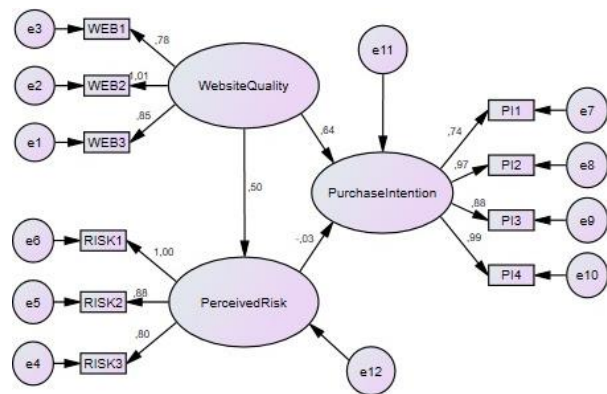 e3
WEB1
,78
e2
WEB2
1,01
e1
WEB3
,85
WebsiteQuality
e11
,64
,50
PurchaseIntention
,74
PI1
e7
,97
PI2
e8
,88
PI3
e9
,99
PI4
e10
-,03
e6
RISK1
1,00
e5
RISK2
,88
e4
RISK3
,80
PerceivedRisk
e12